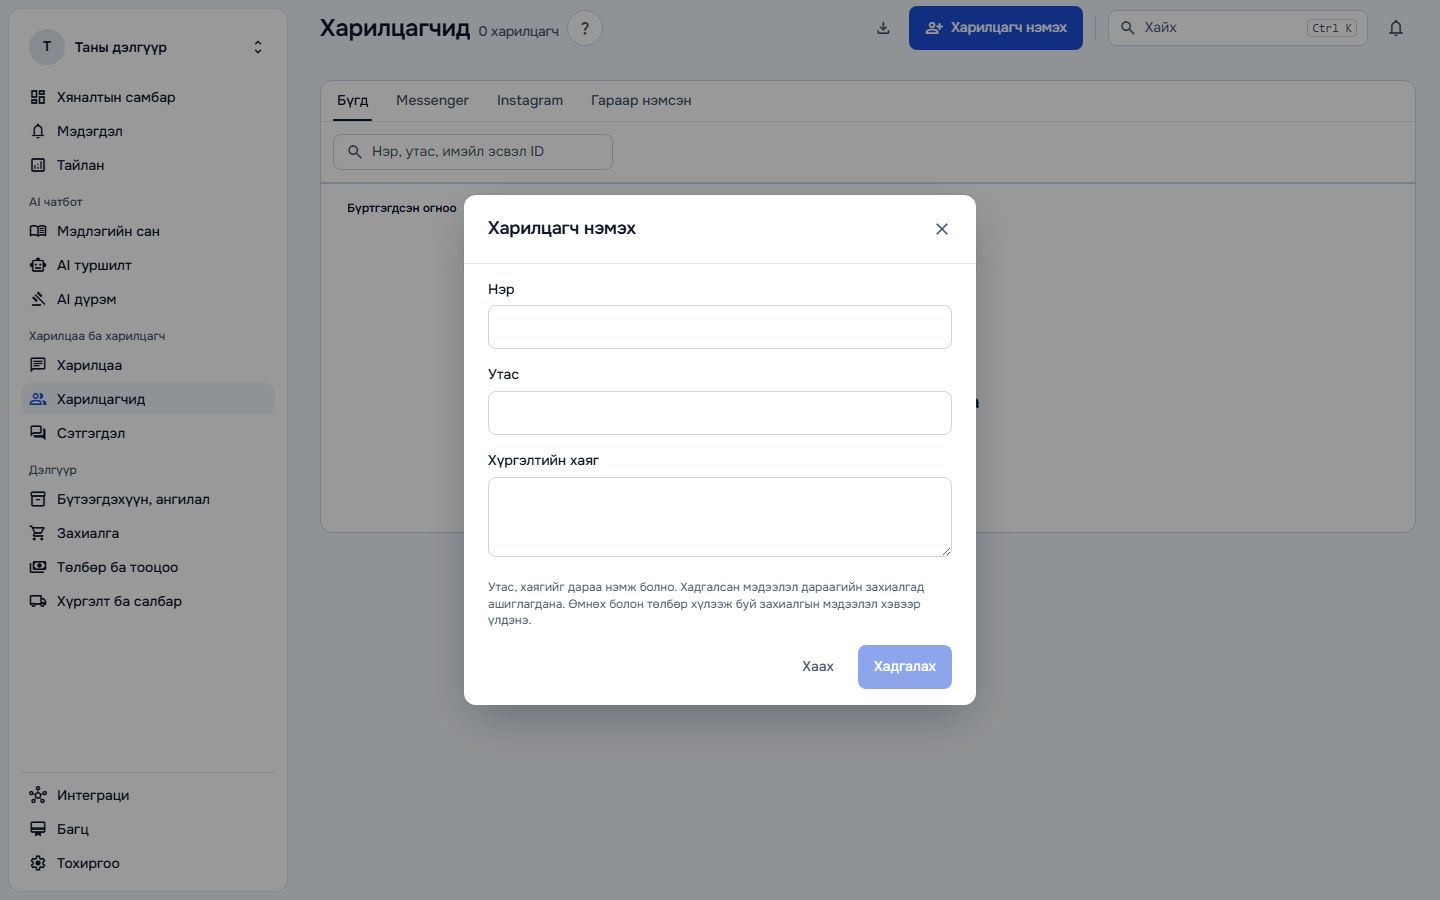 Т
Таны дэлгүүр
Хяналтын самбар
Мэдэгдэл
Тайлан
AI чатбот
Мэдлэгийн сан
AI туршилт
AI дүрэм
Харилцаа ба харилцагч
Харилцаа
Харилцагчид
Сэтгэгдэл
Дэлгүүр
Бүтээгдэхүүн, ангилал
Захиалга
Төлбөр ба тооцоо
Хүргэлт ба салбар
Интеграци
Багц
Тохиргоо
Харилцагчид 0 харилцагч ?
Харилцагч нэмэх
Хайх Ctrl K
Бүгд Messenger Instagram Гараар нэмсэн
Нэр, утас, имэйл эсвэл ID
Бүртгэгдсэн огноо
Харилцагч нэмэх
Нэр
Утас
Хүргэлтийн хаяг
Утас, хаягийг дараа нэмж болно. Хадгалсан мэдээлэл дараагийн захиалгад
ашиглагдана. Өмнөх болон төлбөр хүлээж буй захиалгын мэдээлэл хэвээр
үлдэнэ.
Хаах Хадгалах